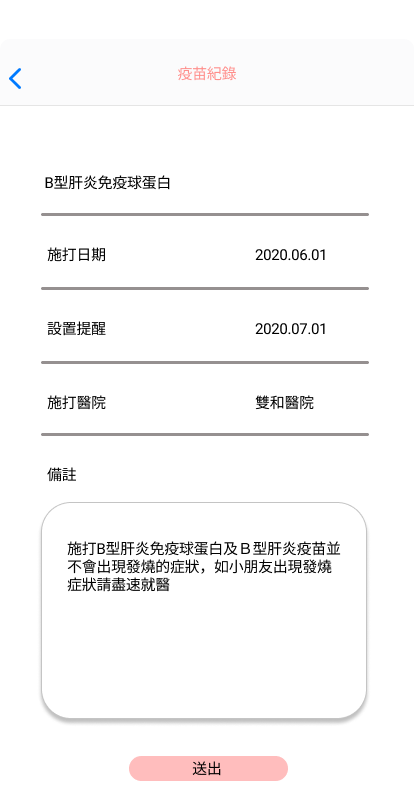 疫苗紀錄
B型肝炎免疫球蛋白
施打日期 2020.06.01
設置提醒 2020.07.01
施打醫院 雙和醫院
備註
施打B型肝炎免疫球蛋白及Ｂ型肝炎疫苗並
不會出現發燒的症狀，如小朋友出現發燒
症狀請盡速就醫
送出